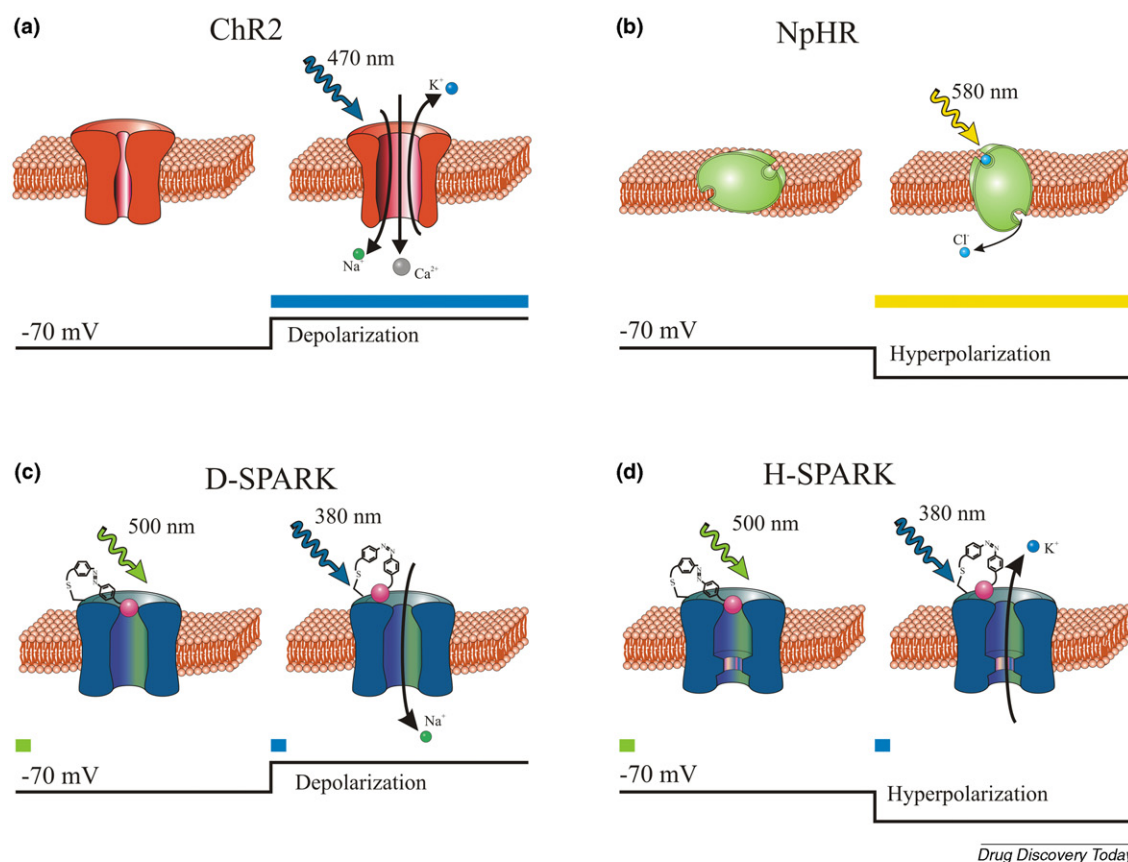 (a)
ChR2
470 nm
K⁺
Na⁺
Ca²⁺
-70 mV
Depolarization
(b)
NpHR
580 nm
Cl⁻
-70 mV
Hyperpolarization
(c)
D-SPARK
500 nm
S
N
N
380 nm
S
N
N
Na⁺
-70 mV
Depolarization
(d)
H-SPARK
500 nm
S
N
N
380 nm
S
N
N
K⁺
-70 mV
Hyperpolarization
Drug Discovery Today